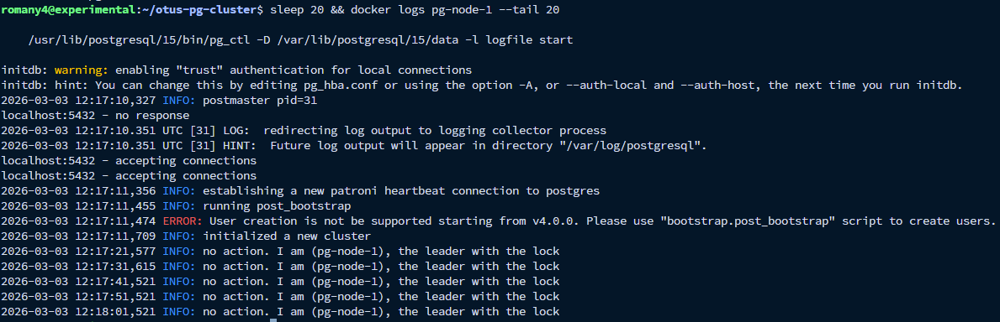 romany4@experimental:~/otus-pg-cluster$ sleep 20 && docker logs pg-node-1 --tail 20
/usr/lib/postgresql/15/bin/pg_ctl -D /var/lib/postgresql/15/data -l logfile start
initdb: warning: enabling "trust" authentication for local connections
initdb: hint: You can change this by editing pg_hba.conf or using the option -A, or --auth-local and --auth-host, the next time you run initdb.
2026-03-03 12:17:10,327 INFO: postmaster pid=31
localhost:5432 - no response
2026-03-03 12:17:10.351 UTC [31] LOG:  redirecting log output to logging collector process
2026-03-03 12:17:10.351 UTC [31] HINT:  Future log output will appear in directory "/var/log/postgresql".
localhost:5432 - accepting connections
localhost:5432 - accepting connections
2026-03-03 12:17:11,356 INFO: establishing a new patroni heartbeat connection to postgres
2026-03-03 12:17:11,455 INFO: running post_bootstrap
2026-03-03 12:17:11,474 ERROR: User creation is not be supported starting from v4.0.0. Please use "bootstrap.post_bootstrap" script to create users.
2026-03-03 12:17:11,709 INFO: initialized a new cluster
2026-03-03 12:17:21,577 INFO: no action. I am (pg-node-1), the leader with the lock
2026-03-03 12:17:31,615 INFO: no action. I am (pg-node-1), the leader with the lock
2026-03-03 12:17:41,521 INFO: no action. I am (pg-node-1), the leader with the lock
2026-03-03 12:17:51,521 INFO: no action. I am (pg-node-1), the leader with the lock
2026-03-03 12:18:01,521 INFO: no action. I am (pg-node-1), the leader with the lock